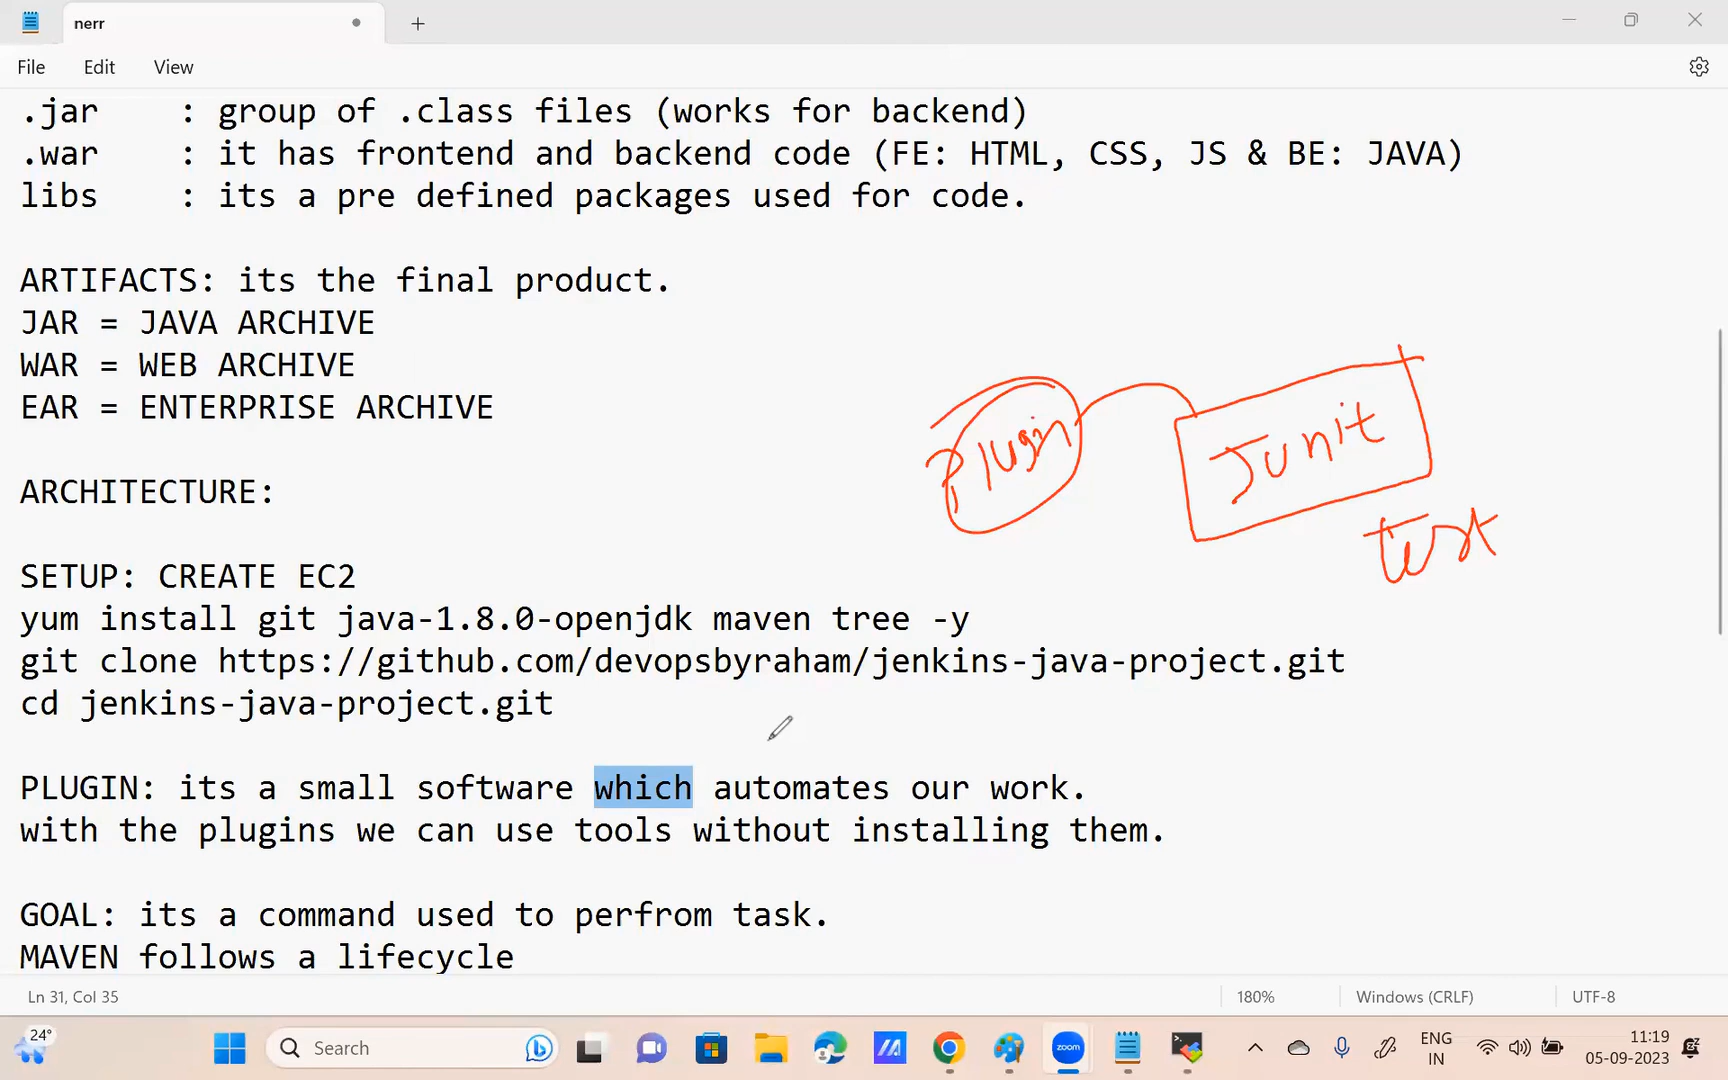 nerr
File Edit View
.jar : group of .class files (works for backend)
.war : it has frontend and backend code (FE: HTML, CSS, JS & BE: JAVA)
libs : its a pre defined packages used for code.
ARTIFACTS: its the final product.
JAR = JAVA ARCHIVE
WAR = WEB ARCHIVE
EAR = ENTERPRISE ARCHIVE
Plugin
Junit
test
ARCHITECTURE:
SETUP: CREATE EC2
yum install git java-1.8.0-openjdk maven tree -y
git clone https://github.com/devopsbyraham/jenkins-java-project.git
cd jenkins-java-project.git
PLUGIN: its a small software which automates our work.
with the plugins we can use tools without installing them.
GOAL: its a command used to perfrom task.
MAVEN follows a lifecycle
Ln 31, Col 35 180% Windows (CRLF) UTF-8
24° Search zoom ENG IN 11:19 05-09-2023